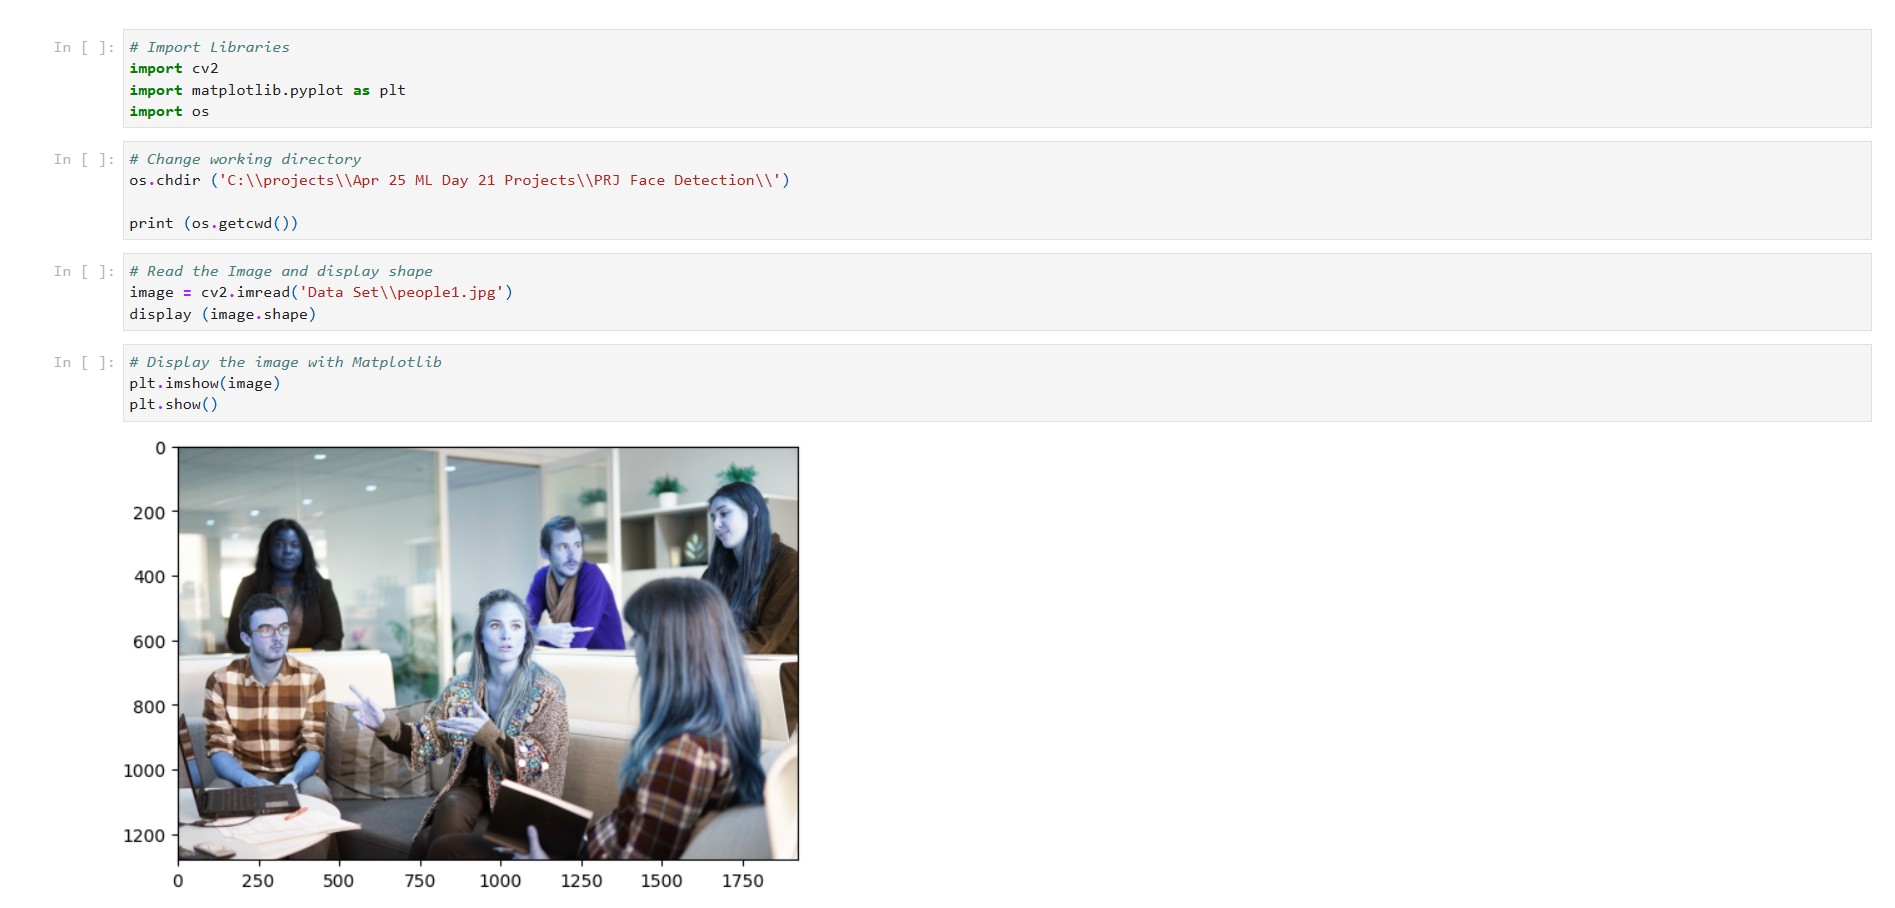 In [ ]: # Import Libraries
import cv2
import matplotlib.pyplot as plt
import os
In [ ]: # Change working directory
os.chdir ('C:\\projects\\Apr 25 ML Day 21 Projects\\PRJ Face Detection\\')
print (os.getcwd())
In [ ]: # Read the Image and display shape
image = cv2.imread('Data Set\\people1.jpg')
display (image.shape)
In [ ]: # Display the image with Matplotlib
plt.imshow(image)
plt.show()
0
200
400
600
800
1000
1200
0 250 500 750 1000 1250 1500 1750